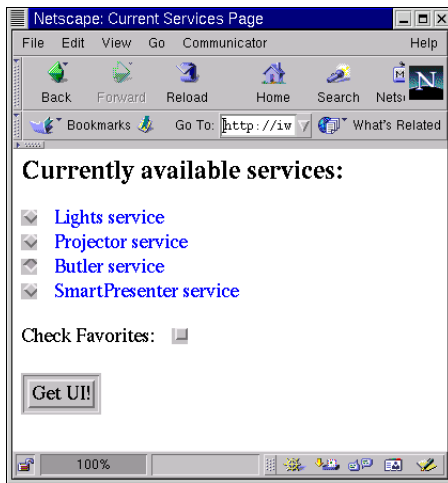 Netscape: Current Services Page
File Edit View Go Communicator Help
Back Forward Reload Home Search Nets
N
Bookmarks Go To: http://iw What's Related
Currently available services:
Lights service
Projector service
Butler service
SmartPresenter service
Check Favorites:
Get UI!
100%